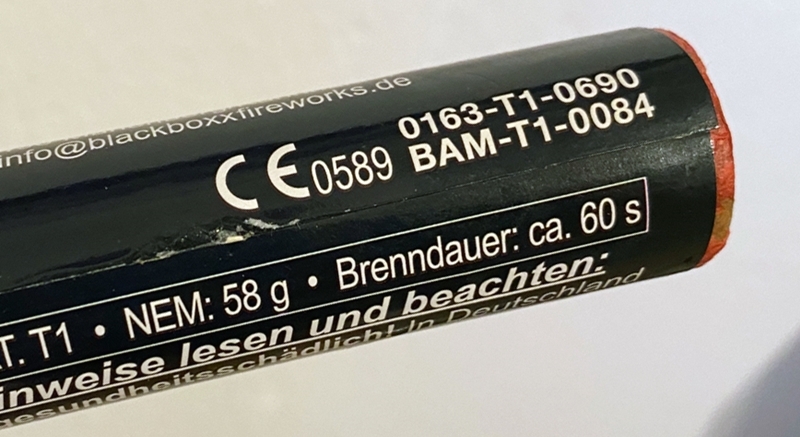 info@blackboxxfireworks.de
CE 0589
0163-T1-0690
BAM-T1-0084
T. T1 • NEM: 58 g • Brenndauer: ca. 60 s
inweise lesen und beachten:
gesundheitsschädlich! In Deutschland